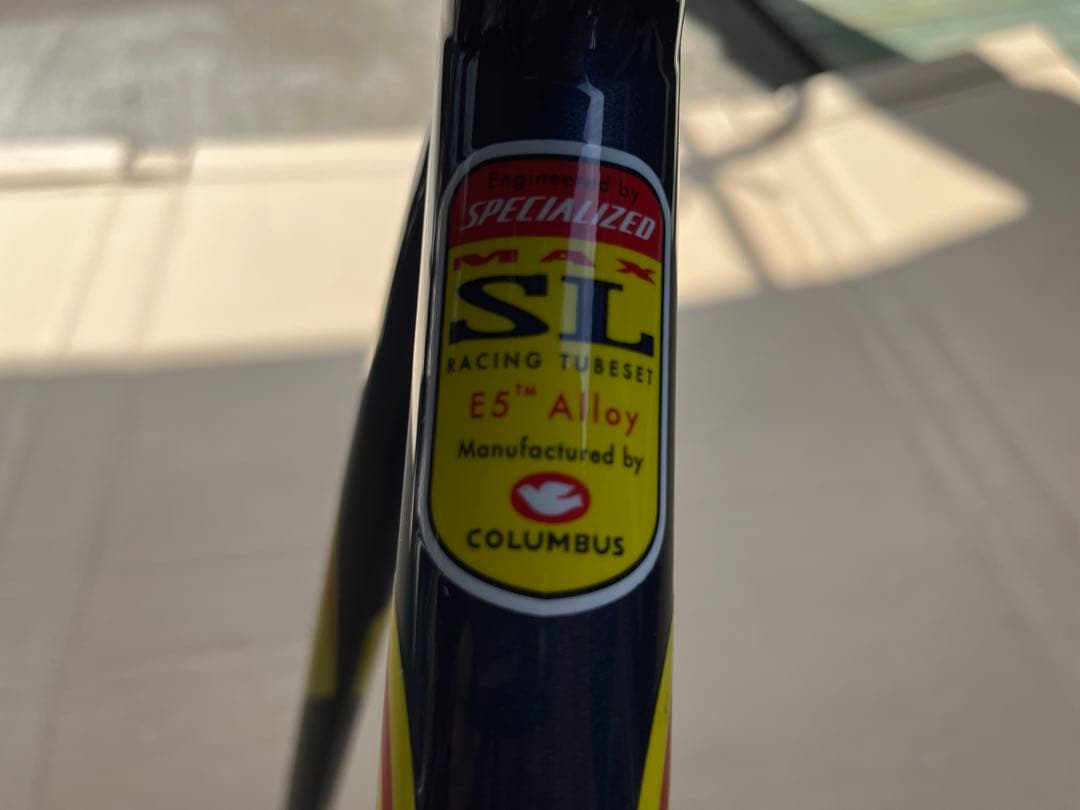 Engineered by
SPECIALIZED
MAX
SL
RACING TUBESET
E5™ Alloy
Manufactured by
COLUMBUS